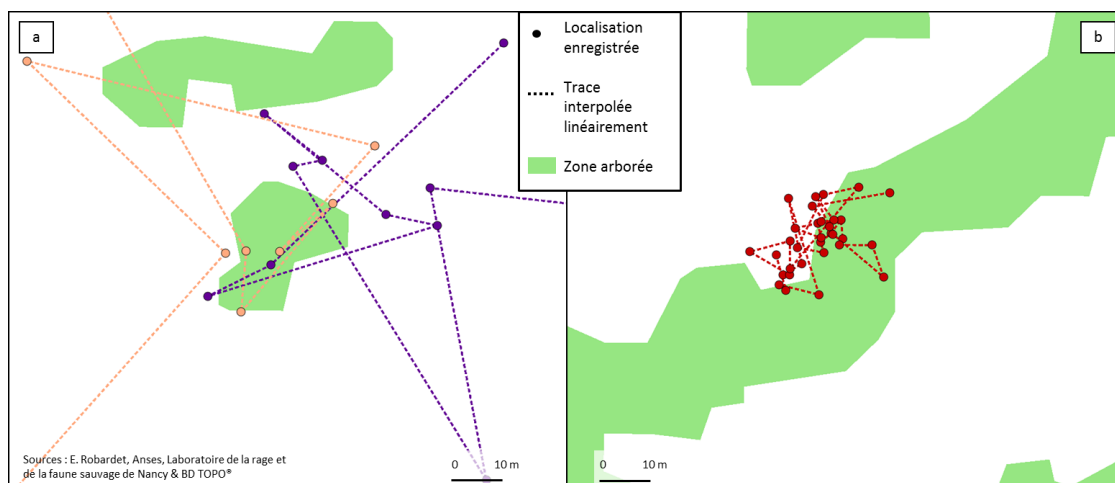 a
Localisation
enregistrée
Trace
interpolée
linéairement
Zone arborée
b
Sources : E. Robardet, Anses, Laboratoire de la rage et
de la faune sauvage de Nancy & BD TOPO®
0 10 m
0 10 m